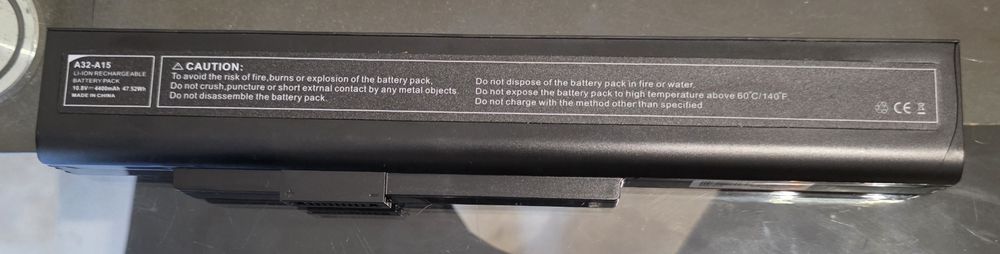 A32-A15
LI-ION RECHARGEABLE
BATTERY PACK
10.8V⎓4400mAh 47.52Wh
MADE IN CHINA
⚠CAUTION:
To avoid the risk of fire,burns or explosion of the battery pack,
Do not crush,puncture or short extrnal contact by any metal objects.
Do not disassemble the battery pack.
Do not dispose of the battery pack in fire or water.
Do not expose the battery pack to high temperature above 60°C/140°F
Do not charge with the method other than specified
CE